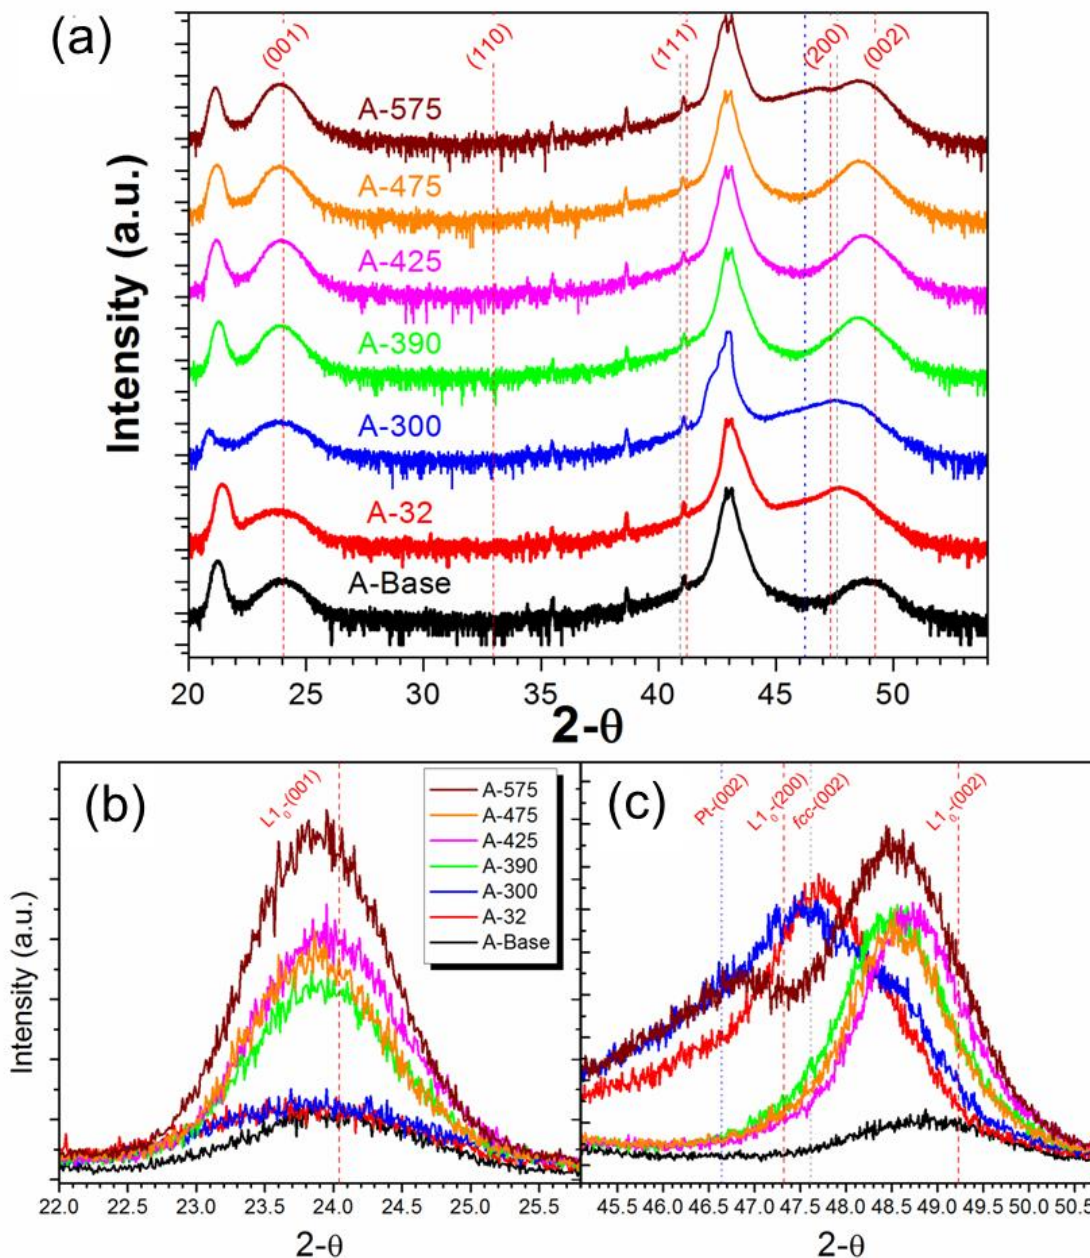 (a)
(001)
(110)
(111)
(200)
(002)
A-575
A-475
A-425
A-390
A-300
A-32
A-Base
Intensity (a.u.)
20 25 30 35 40 45 50
2-θ
(b)
L1₀-(001)
A-575
A-475
A-425
A-390
A-300
A-32
A-Base
Intensity (a.u.)
22.0 22.5 23.0 23.5 24.0 24.5 25.0 25.5
2-θ
(c)
Pt-(002)
L1₀-(200)
fcc-(002)
L1₀-(002)
45.5 46.0 46.5 47.0 47.5 48.0 48.5 49.0 49.5 50.0 50.5
2-θ